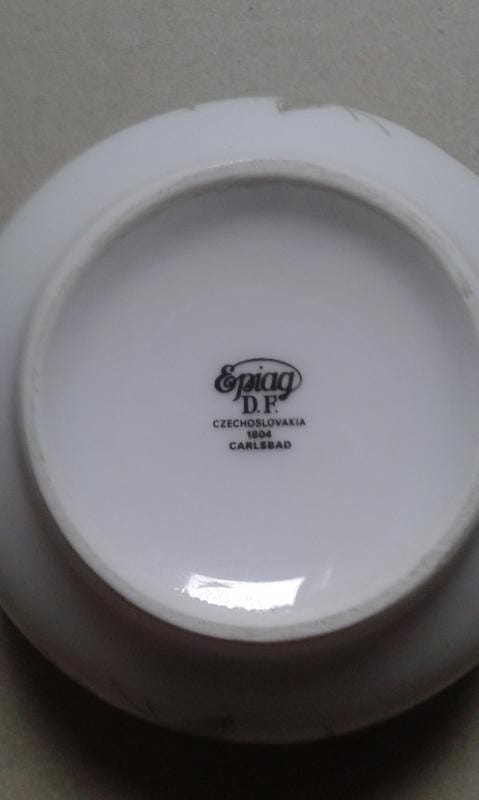 Epiag
D.F.
CZECHOSLOVAKIA
1804
CARLSBAD